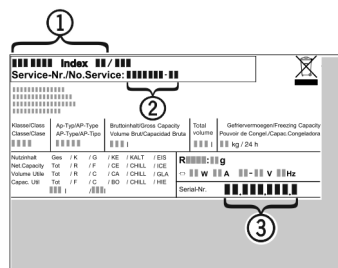 1
Index /
Service-Nr./No.Service: -
2
Klasse/Class Ap-Typ/AP-Type Bruttoinhalt/Gross Capacity Total Gefriervermoegen/Freezing Capacity
Classe/Clase AP-Type/AP-Tipo Volume Brut/Capacidad Bruta volume Pouvoir de Congel./Capac.Congeladora
l l kg / 24 h
Nutzinhalt Ges / K / G / KE / KALT / EIS
Net.Capacity Tot / R / F / CE / CHILL / ICE
Volume Utile Tot / R / C / CA / CHILL / GLA
Capac. Util Tot / F / C / BO / CHILL / HIE
l / l
R : g
W A - V Hz
Serial-Nr. . . .
3